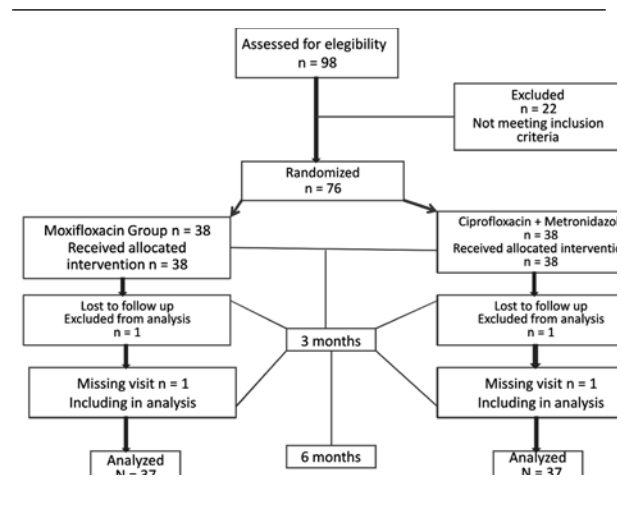 Assessed for elegibility
n = 98
Excluded
n = 22
Not meeting inclusion
criteria
Randomized
n = 76
Moxifloxacin Group n = 38
Received allocated
intervention n = 38
Ciprofloxacin + Metronidazol
n = 38
Received allocated interventio
n = 38
Lost to follow up
Excluded from analysis
n = 1
3 months
Lost to follow up
Excluded from analysis
n = 1
Missing visit n = 1
Including in analysis
Missing visit n = 1
Including in analysis
Analyzed
N = 37
6 months
Analyzed
N = 37